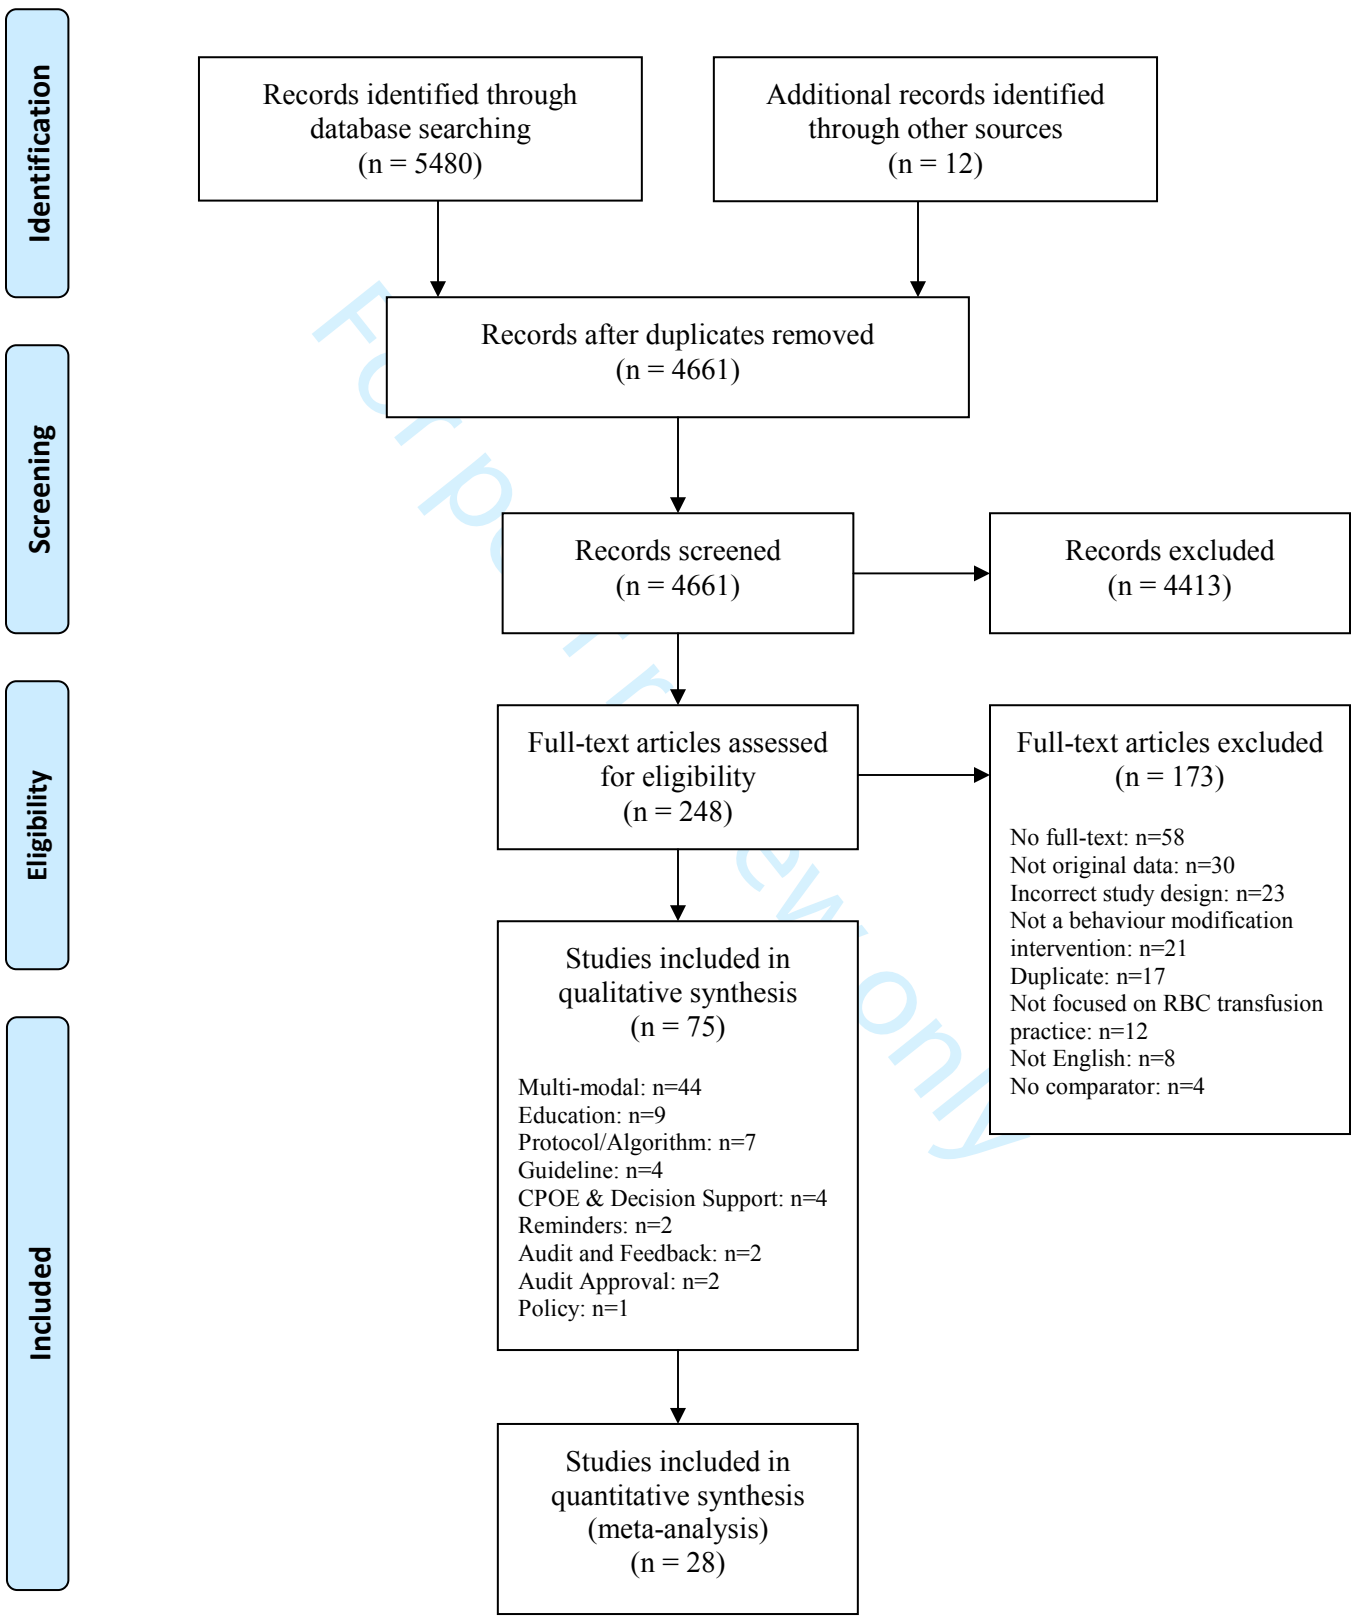 Identification
Records identified through
database searching
(n = 5480)
Additional records identified
through other sources
(n = 12)
Records after duplicates removed
(n = 4661)
Screening
Records screened
(n = 4661)
Records excluded
(n = 4413)
Eligibility
Full-text articles assessed
for eligibility
(n = 248)
Full-text articles excluded
(n = 173)
No full-text: n=58
Not original data: n=30
Incorrect study design: n=23
Not a behaviour modification
intervention: n=21
Duplicate: n=17
Not focused on RBC transfusion
practice: n=12
Not English: n=8
No comparator: n=4
Included
Studies included in
qualitative synthesis
(n = 75)
Multi-modal: n=44
Education: n=9
Protocol/Algorithm: n=7
Guideline: n=4
CPOE & Decision Support: n=4
Reminders: n=2
Audit and Feedback: n=2
Audit Approval: n=2
Policy: n=1
Studies included in
quantitative synthesis
(meta-analysis)
(n = 28)
For peer review only